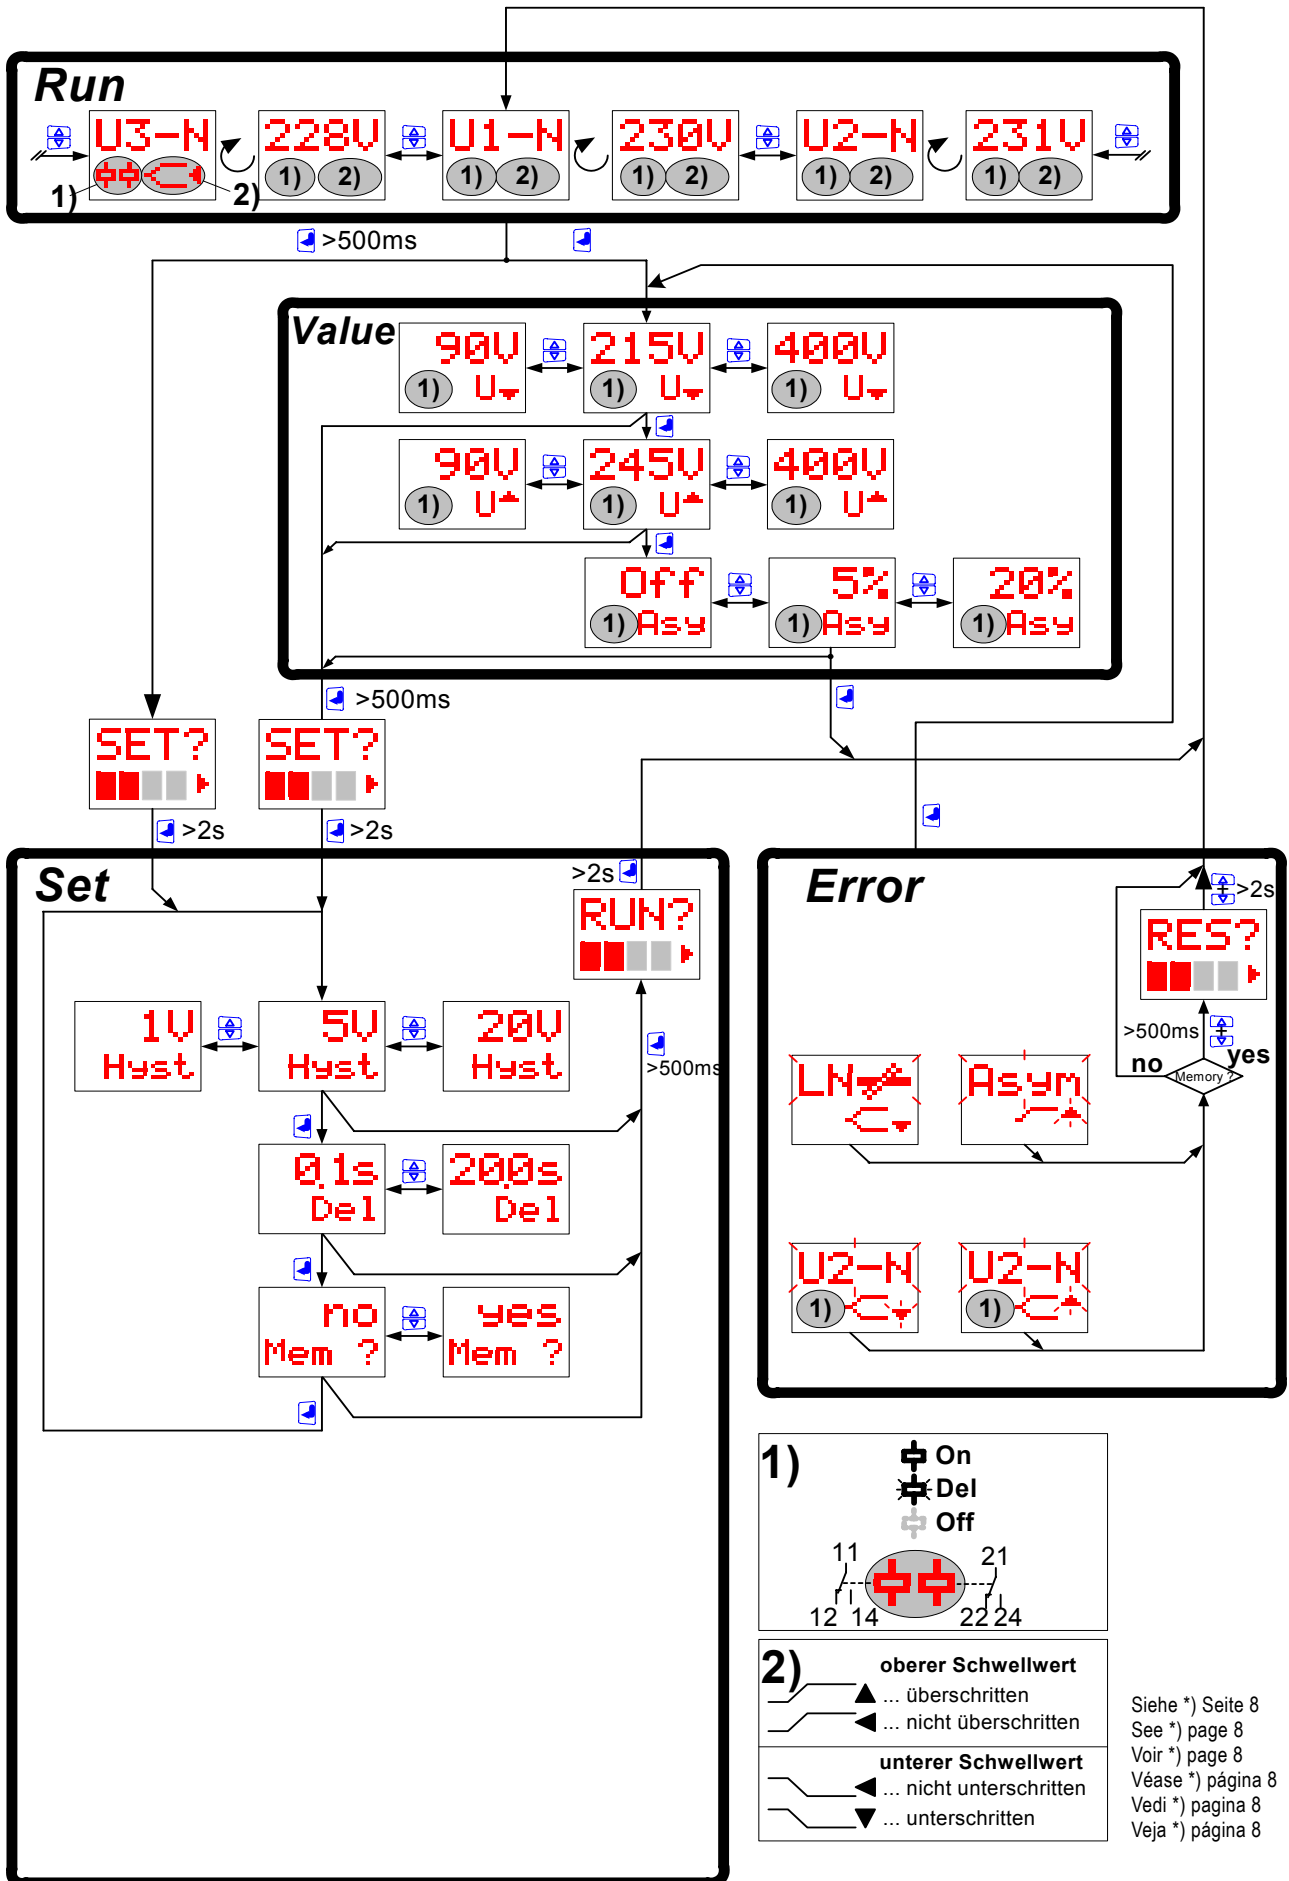 Run
U3-N 228V U1-N 230V U2-N 231V
1) 2) 1) 2) 1) 2) 1) 2) 1) 2)
1) 2)
>500ms
Value
90V 215V 400V
1) U 1) U 1) U
90V 245V 400V
1) U 1) U 1) U
Off 5% 20%
1) Asy 1) Asy 1) Asy
>500ms
SET? SET?
>2s >2s
Set
>2s
RUN?
1V 5V 20V
Hyst Hyst Hyst
>500ms
0.1s 20.0s
Del Del
no yes
Mem ? Mem ?
Error
>2s
RES?
>500ms
no yes
Memory ?
LN Asym
U2-N U2-N
1) 1)
1)
On
Del
Off
11 21
12 14 22 24
2)
oberer Schwellwert
... überschritten
... nicht überschritten
unterer Schwellwert
... nicht unterschritten
... unterschritten
Siehe *) Seite 8
See *) page 8
Voir *) page 8
Véase *) página 8
Vedi *) pagina 8
Veja *) página 8